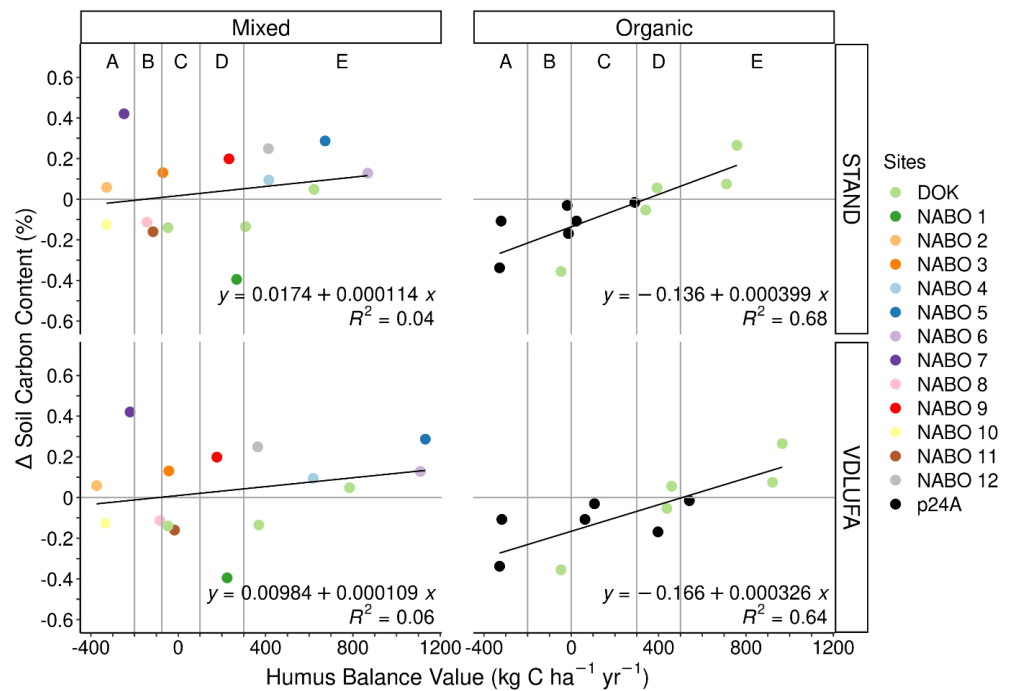 Mixed
Organic
A B C D E
A B C D E
0.6
0.4
0.2
0
-0.2
-0.4
-0.6
y = 0.0174 + 0.000114 x
R² = 0.04
y = − 0.136 + 0.000399 x
R² = 0.68
STAND
0.6
0.4
0.2
0
-0.2
-0.4
-0.6
y = 0.00984 + 0.000109 x
R² = 0.06
y = − 0.166 + 0.000326 x
R² = 0.64
VDLUFA
-400 0 400 800 1200
-400 0 400 800 1200
Δ Soil Carbon Content (%)
Humus Balance Value (kg C ha⁻¹ yr⁻¹)
Sites
DOK
NABO 1
NABO 2
NABO 3
NABO 4
NABO 5
NABO 6
NABO 7
NABO 8
NABO 9
NABO 10
NABO 11
NABO 12
p24A